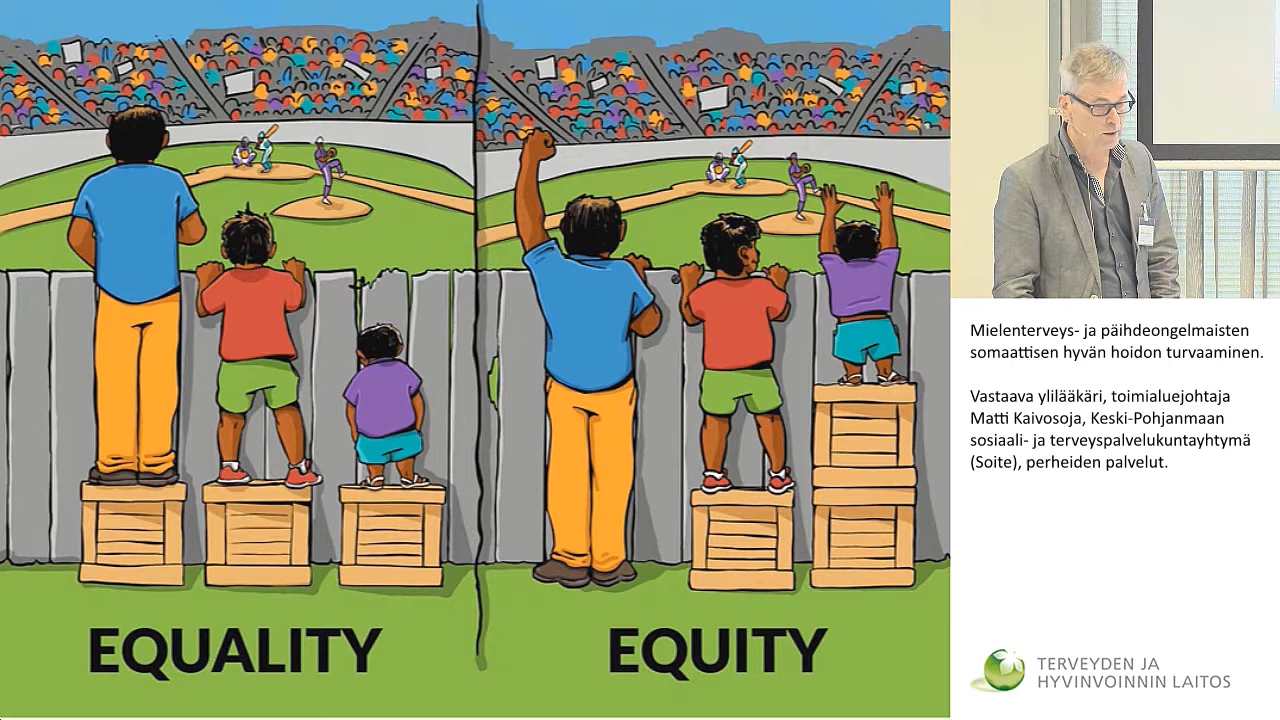 EQUALITY
EQUITY
Mielenterveys- ja päihdeongelmaisten
somaattisen hyvän hoidon turvaaminen.
Vastaava ylilääkäri, toimialuejohtaja
Matti Kaivosoja, Keski-Pohjanmaan
sosiaali- ja terveyspalvelukuntayhtymä
(Soite), perheiden palvelut.
TERVEYDEN JA
HYVINVOINNIN LAITOS